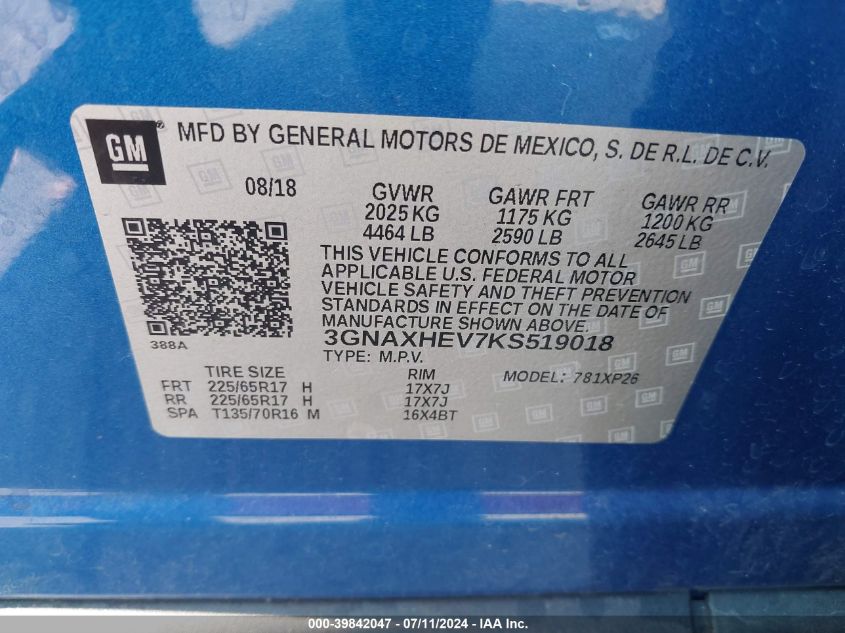 GM ® MFD BY GENERAL MOTORS DE MEXICO, S. DE R.L. DE C.V.
08/18 GVWR GAWR FRT GAWR RR
2025 KG 1175 KG 1200 KG
4464 LB 2590 LB 2645 LB
THIS VEHICLE CONFORMS TO ALL
APPLICABLE U.S. FEDERAL MOTOR
VEHICLE SAFETY AND THEFT PREVENTION
STANDARDS IN EFFECT ON THE DATE OF
MANUFACTURE SHOWN ABOVE.
388A 3GNAXHEV7KS519018
TYPE: M.P.V.
TIRE SIZE RIM MODEL: 781XP26
FRT 225/65R17 H 17X7J
RR 225/65R17 H 17X7J
SPA T135/70R16 M 16X4BT
000-39842047 - 07/11/2024 - IAA Inc.